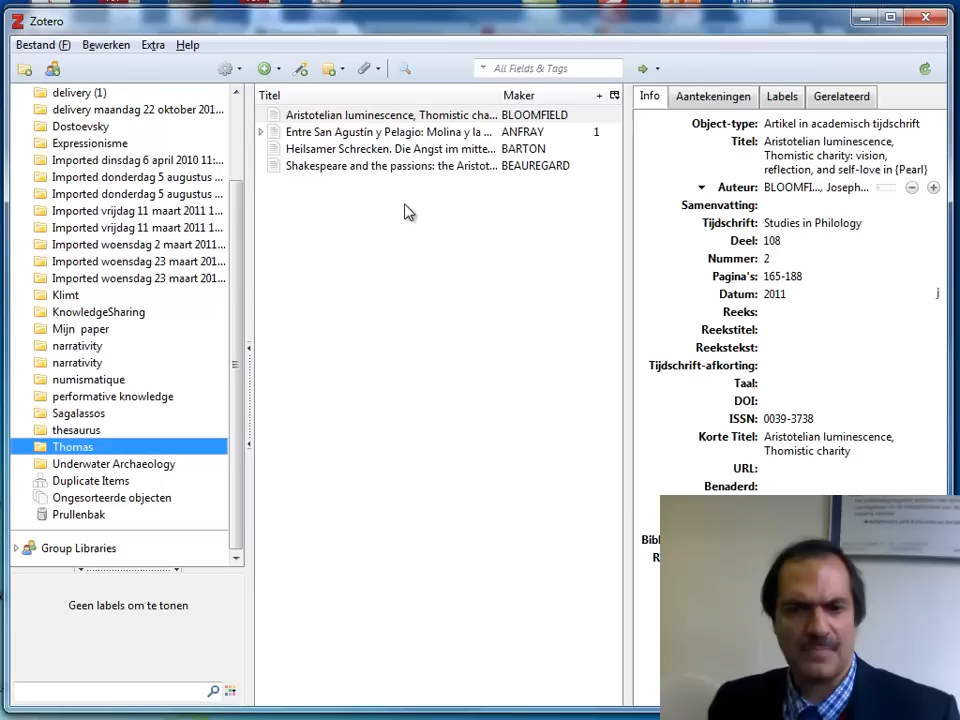 Zotero
Bestand (F) Bewerken Extra Help
All Fields & Tags
delivery (1)
delivery maandag 22 oktober 201...
Dostoevsky
Expressionisme
Imported dinsdag 6 april 2010 11:...
Imported donderdag 5 augustus ...
Imported donderdag 5 augustus ...
Imported vrijdag 11 maart 2011 1...
Imported vrijdag 11 maart 2011 1...
Imported woensdag 2 maart 2011...
Imported woensdag 23 maart 201...
Imported woensdag 23 maart 201...
Klimt
KnowledgeSharing
Mijn paper
narrativity
narrativity
numismatique
performative knowledge
Sagalassos
thesaurus
Thomas
Underwater Archaeology
Duplicate Items
Ongesorteerde objecten
Prullenbak
Group Libraries
Geen labels om te tonen
Titel Maker
Aristotelian luminescence, Thomistic cha... BLOOMFIELD
Entre San Agustín y Pelagio: Molina y la ... ANFRAY 1
Heilsamer Schrecken. Die Angst im mitte... BARTON
Shakespeare and the passions: the Aristot... BEAUREGARD
Info Aantekeningen Labels Gerelateerd
Object-type: Artikel in academisch tijdschrift
Titel: Aristotelian luminescence,
Thomistic charity: vision,
reflection, and self-love in {Pearl}
Auteur: BLOOMFI..., Joseph...
Samenvatting:
Tijdschrift: Studies in Philology
Deel: 108
Nummer: 2
Pagina's: 165-188
Datum: 2011 j
Reeks:
Reekstitel:
Reekstekst:
Tijdschrift-afkorting:
Taal:
DOI:
ISSN: 0039-3738
Korte Titel: Aristotelian luminescence,
Thomistic charity
URL:
Benaderd:
Bib
R